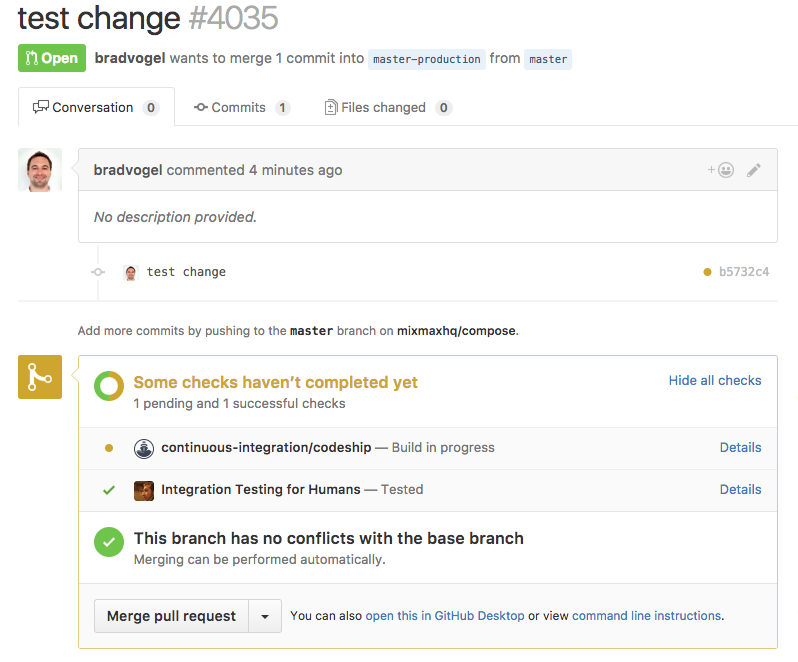 test change #4035
Open bradvogel wants to merge 1 commit into master-production from master
Conversation 0 Commits 1 Files changed 0
bradvogel commented 4 minutes ago
No description provided.
test change b5732c4
Add more commits by pushing to the master branch on mixmaxhq/compose.
Some checks haven’t completed yet Hide all checks
1 pending and 1 successful checks
continuous-integration/codeship — Build in progress Details
Integration Testing for Humans — Tested Details
This branch has no conflicts with the base branch
Merging can be performed automatically.
Merge pull request You can also open this in GitHub Desktop or view command line instructions.